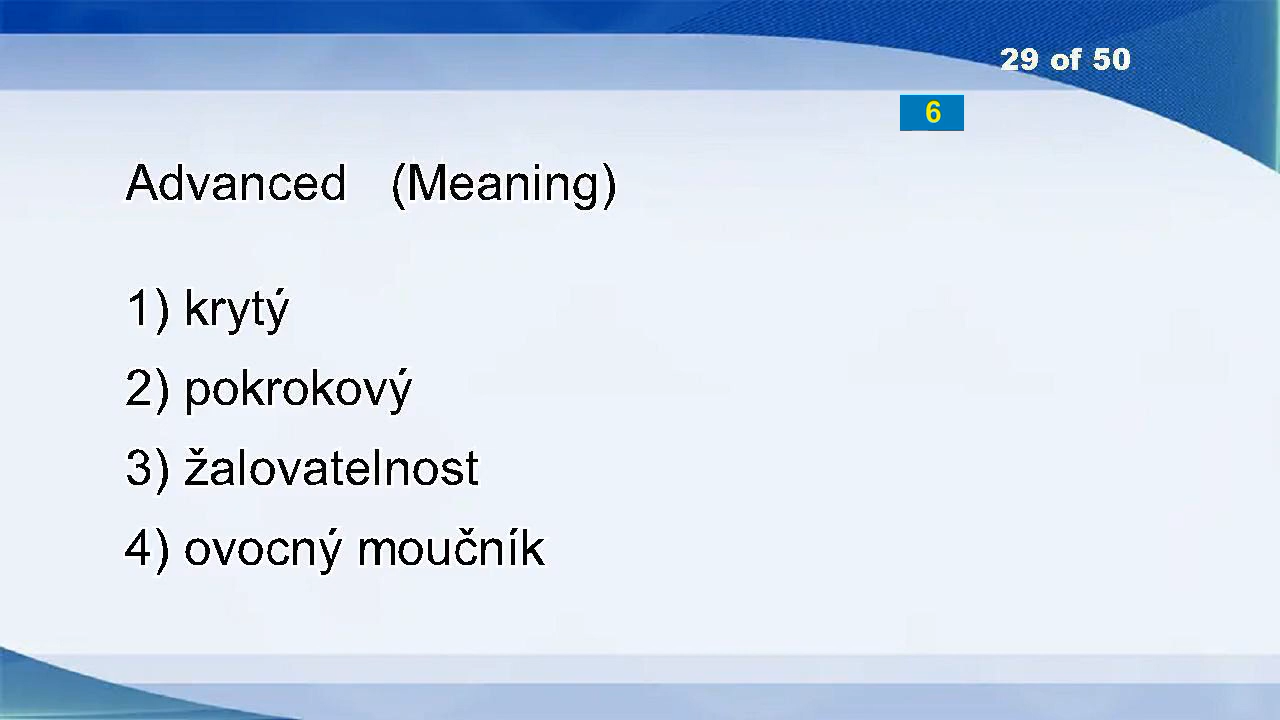 29 of 50
6
Advanced (Meaning)
1) krytý
2) pokrokový
3) žalovatelnost
4) ovocný moučník